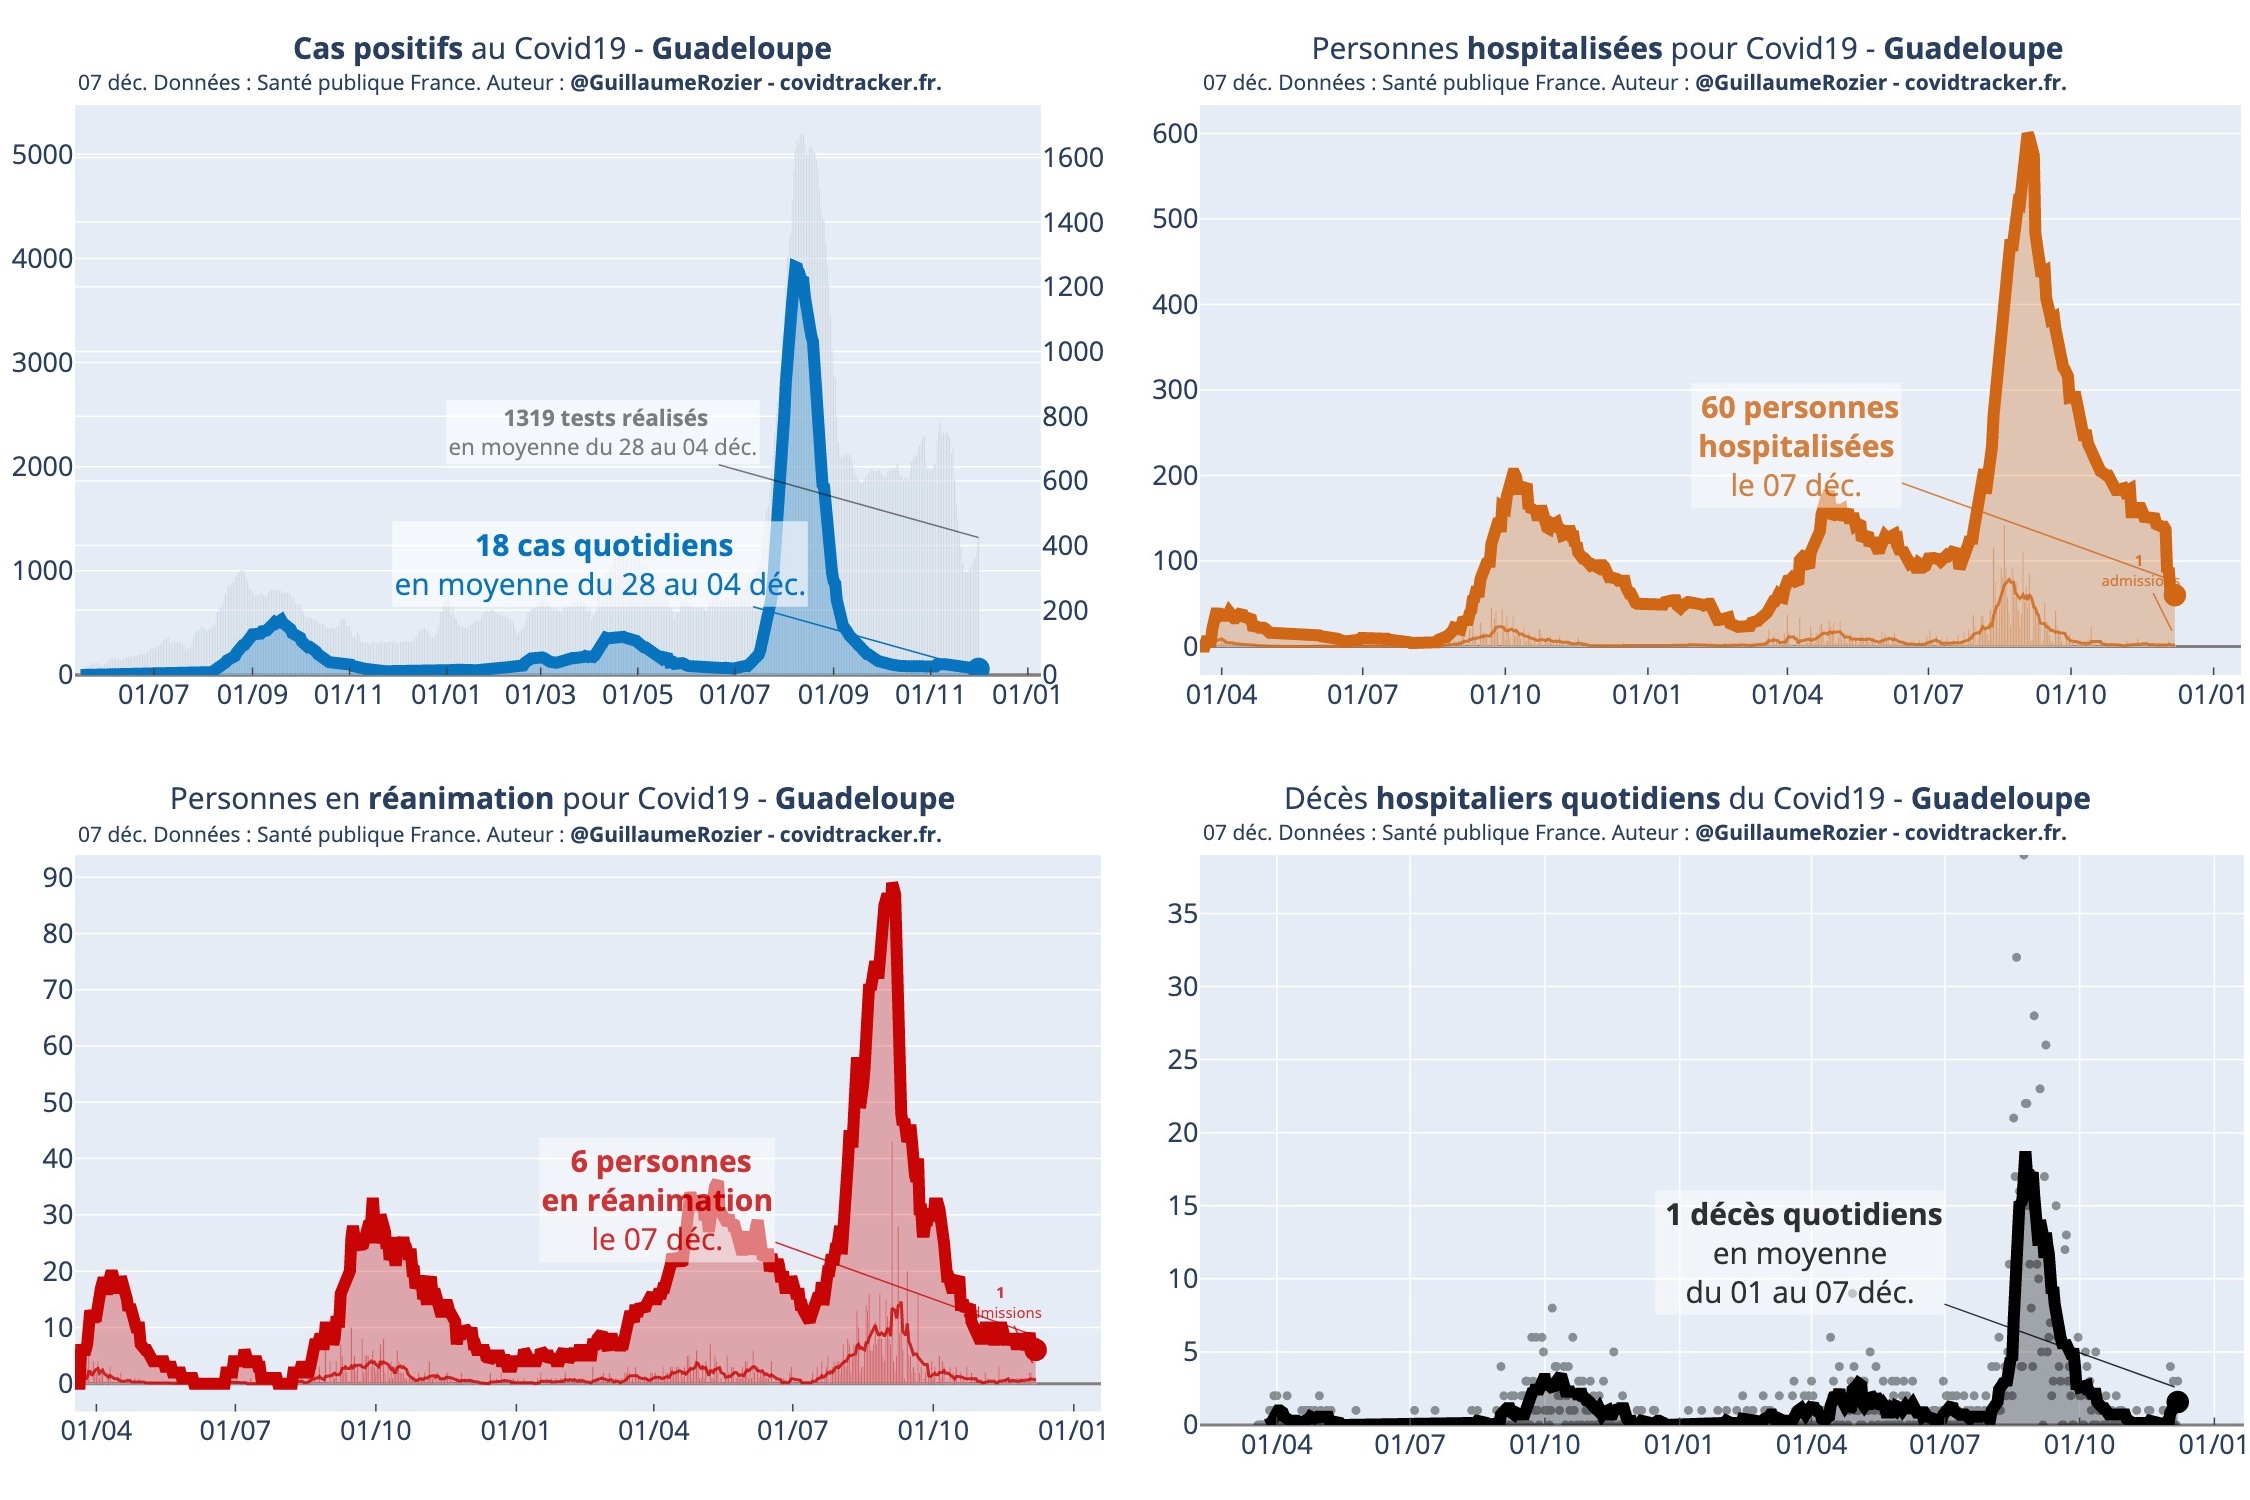 Cas positifs au Covid19 - Guadeloupe
07 déc. Données : Santé publique France. Auteur : @GuillaumeRozier - covidtracker.fr.
5000
4000
3000
2000
1000
0
1600
1400
1200
1000
800
600
400
200
0
1319 tests réalisés
en moyenne du 28 au 04 déc.
18 cas quotidiens
en moyenne du 28 au 04 déc.
01/07 01/09 01/11 01/01 01/03 01/05 01/07 01/09 01/11 01/01
Personnes hospitalisées pour Covid19 - Guadeloupe
07 déc. Données : Santé publique France. Auteur : @GuillaumeRozier - covidtracker.fr.
600
500
400
300
200
100
0
60 personnes
hospitalisées
le 07 déc.
1
admissions
01/04 01/07 01/10 01/01 01/04 01/07 01/10 01/01
Personnes en réanimation pour Covid19 - Guadeloupe
07 déc. Données : Santé publique France. Auteur : @GuillaumeRozier - covidtracker.fr.
90
80
70
60
50
40
30
20
10
0
6 personnes
en réanimation
le 07 déc.
1
admissions
01/04 01/07 01/10 01/01 01/04 01/07 01/10 01/01
Décès hospitaliers quotidiens du Covid19 - Guadeloupe
07 déc. Données : Santé publique France. Auteur : @GuillaumeRozier - covidtracker.fr.
35
30
25
20
15
10
5
0
1 décès quotidiens
en moyenne
du 01 au 07 déc.
01/04 01/07 01/10 01/01 01/04 01/07 01/10 01/01